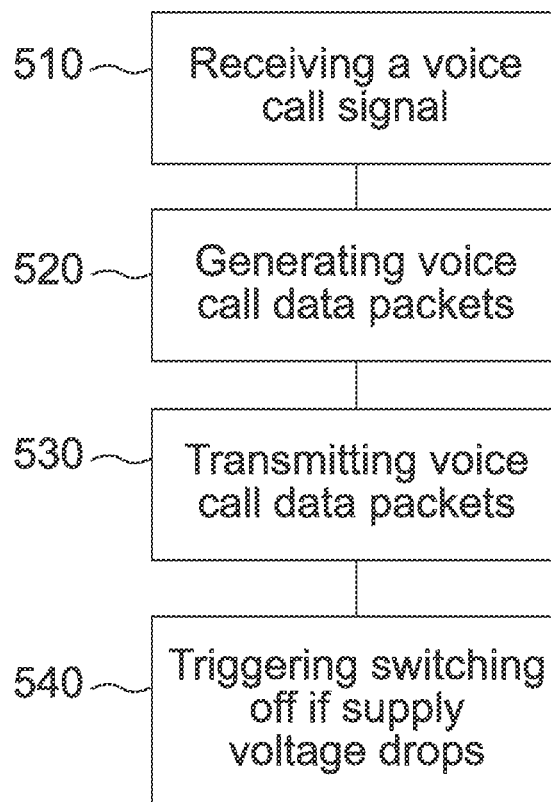 510
Receiving a voice
call signal
520
Generating voice
call data packets
530
Transmitting voice
call data packets
540
Triggering switching
off if supply
voltage drops